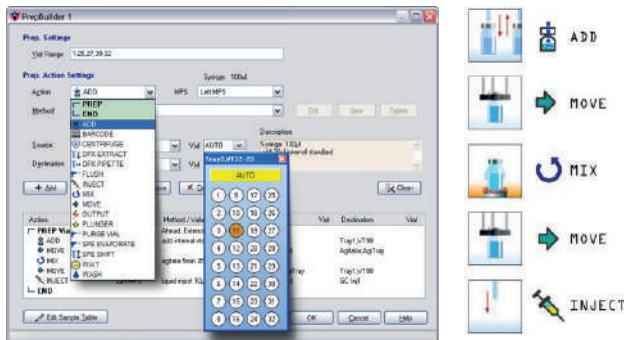 PrepBuilder 1
Prep. Settings
Vial Range 1-25,27,30-32
Prep. Action Settings
Syringe: 100ul
Action ADD MPS Left MPS
Method Edit New Delete
Description
Source Vial AUTO Syringe: 100ul
Destination Vial
PREP
END
ADD
BARCODE
CENTRIFUGE
DPX EXTRACT
DPX PIPETTE
FLUSH
INJECT
MIX
MOVE
OUTPUT
PLUNGER
PURGE VIAL
SPE EVAPORATE
SPE SHIFT
WAIT
WASH
Tray2,VT32-20
AUTO
1 9 17 25
2 10 18 26
3 11 19 27
4 12 20 28
5 13 21 29
6 14 22 30
7 15 23 31
8 16 24 32
Add Clean
Action Method / Value Vial Destination Vial
PREP
ADD Tray1,VT98
MOVE Agitator,AgiTray
MIX
MOVE Tray1,VT98
INJECT Left MPS GC Inj1
END
Edit Sample Table OK Cancel Help
ADD
MOVE
MIX
MOVE
INJECT